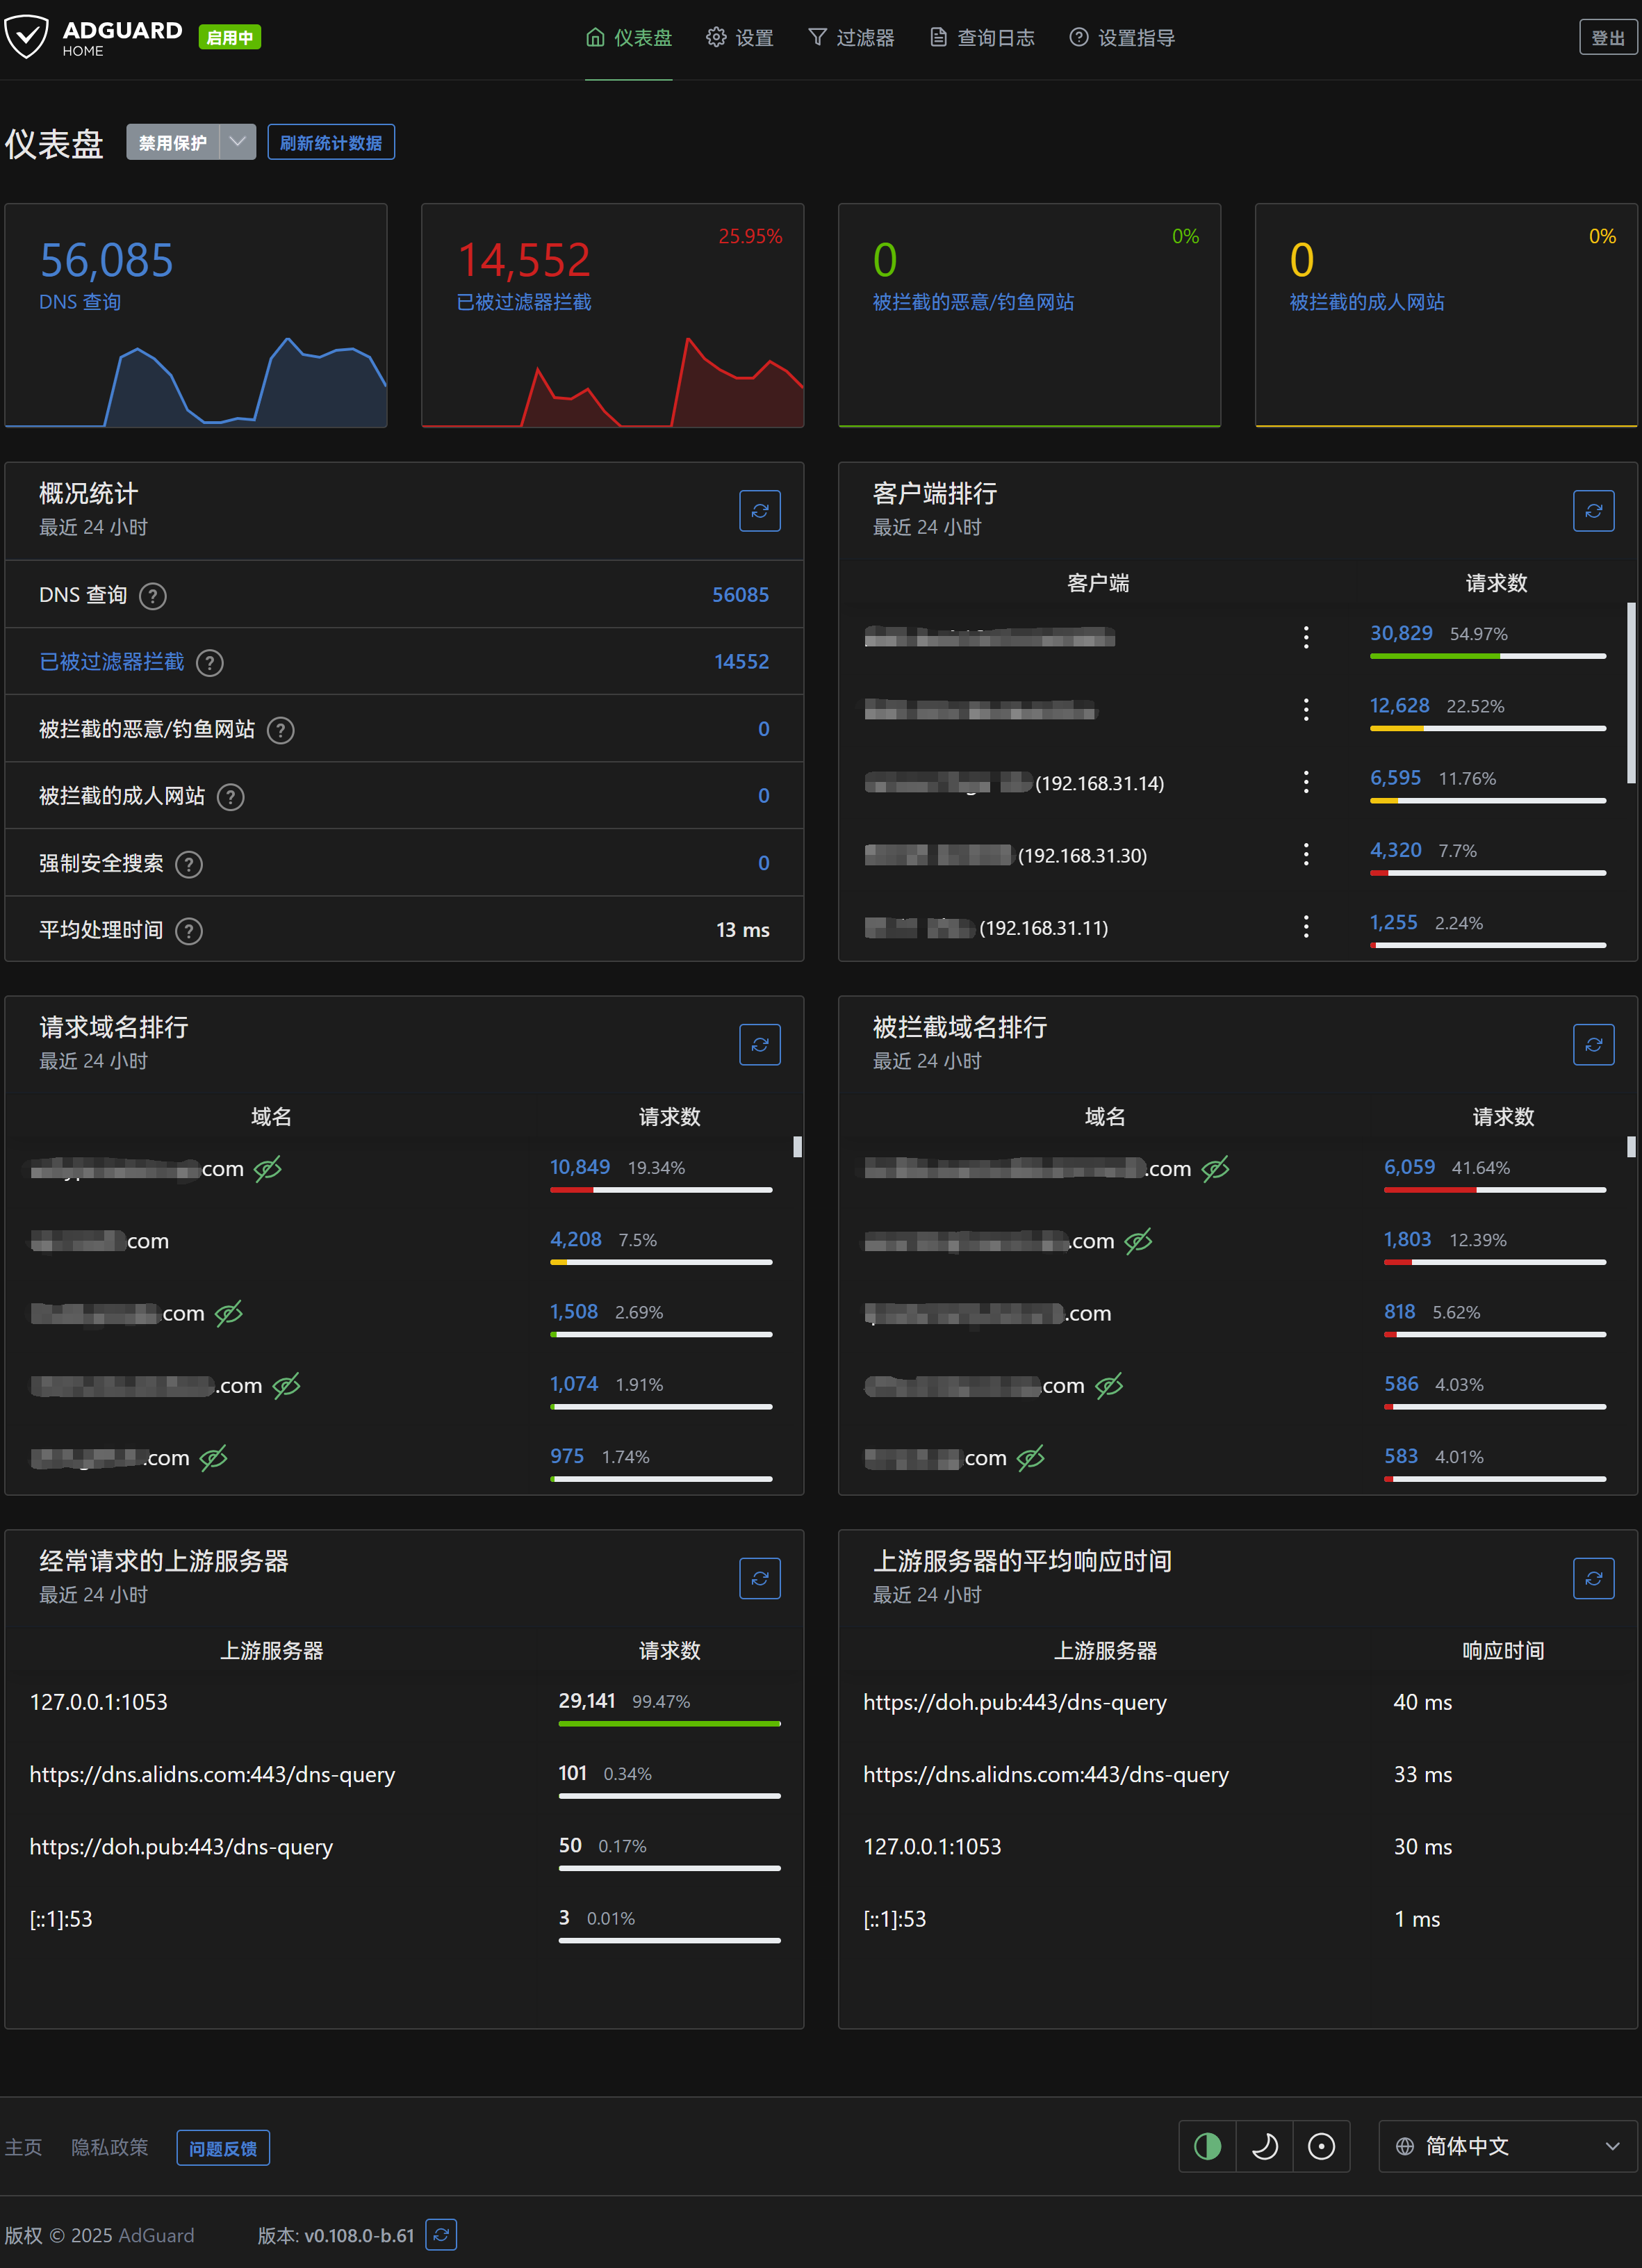 ADGUARD
HOME
启用中
仪表盘
设置
过滤器
查询日志
设置指导
登出
仪表盘
禁用保护
刷新统计数据
56,085
DNS 查询
14,552
25.95%
已被过滤器拦截
0
0%
被拦截的恶意/钓鱼网站
0
0%
被拦截的成人网站
概况统计
最近 24 小时
DNS 查询 ?
56085
已被过滤器拦截 ?
14552
被拦截的恶意/钓鱼网站 ?
0
被拦截的成人网站 ?
0
强制安全搜索 ?
0
平均处理时间 ?
13 ms
客户端排行
最近 24 小时
客户端
请求数
30,829 54.97%
12,628 22.52%
(192.168.31.14)
6,595 11.76%
(192.168.31.30)
4,320 7.7%
(192.168.31.11)
1,255 2.24%
请求域名排行
最近 24 小时
域名
请求数
com
10,849 19.34%
com
4,208 7.5%
com
1,508 2.69%
.com
1,074 1.91%
.com
975 1.74%
被拦截域名排行
最近 24 小时
域名
请求数
.com
6,059 41.64%
.com
1,803 12.39%
.com
818 5.62%
com
586 4.03%
com
583 4.01%
经常请求的上游服务器
最近 24 小时
上游服务器
请求数
127.0.0.1:1053
29,141 99.47%
https://dns.alidns.com:443/dns-query
101 0.34%
https://doh.pub:443/dns-query
50 0.17%
[::1]:53
3 0.01%
上游服务器的平均响应时间
最近 24 小时
上游服务器
响应时间
https://doh.pub:443/dns-query
40 ms
https://dns.alidns.com:443/dns-query
33 ms
127.0.0.1:1053
30 ms
[::1]:53
1 ms
主页
隐私政策
问题反馈
简体中文
版权 © 2025 AdGuard
版本: v0.108.0-b.61